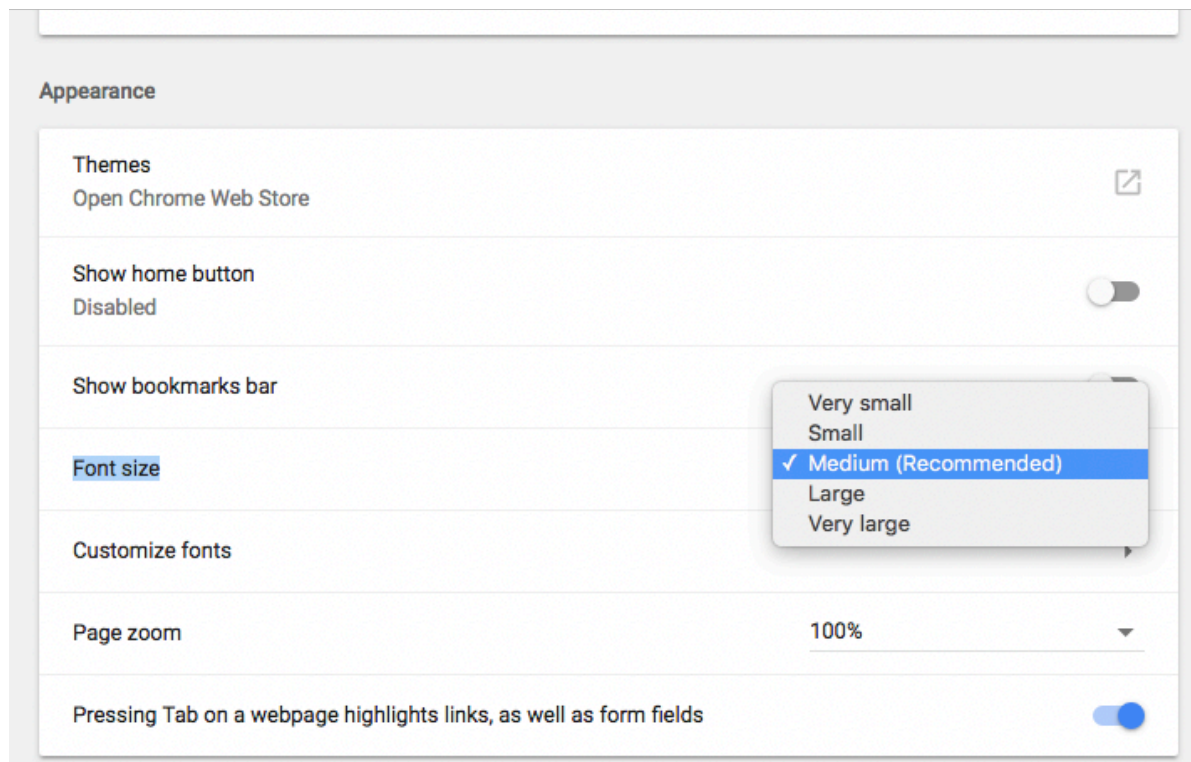 Appearance
Themes
Open Chrome Web Store
Show home button
Disabled
Show bookmarks bar
Font size
Very small
Small
✓ Medium (Recommended)
Large
Very large
Customize fonts
Page zoom
100%
Pressing Tab on a webpage highlights links, as well as form fields